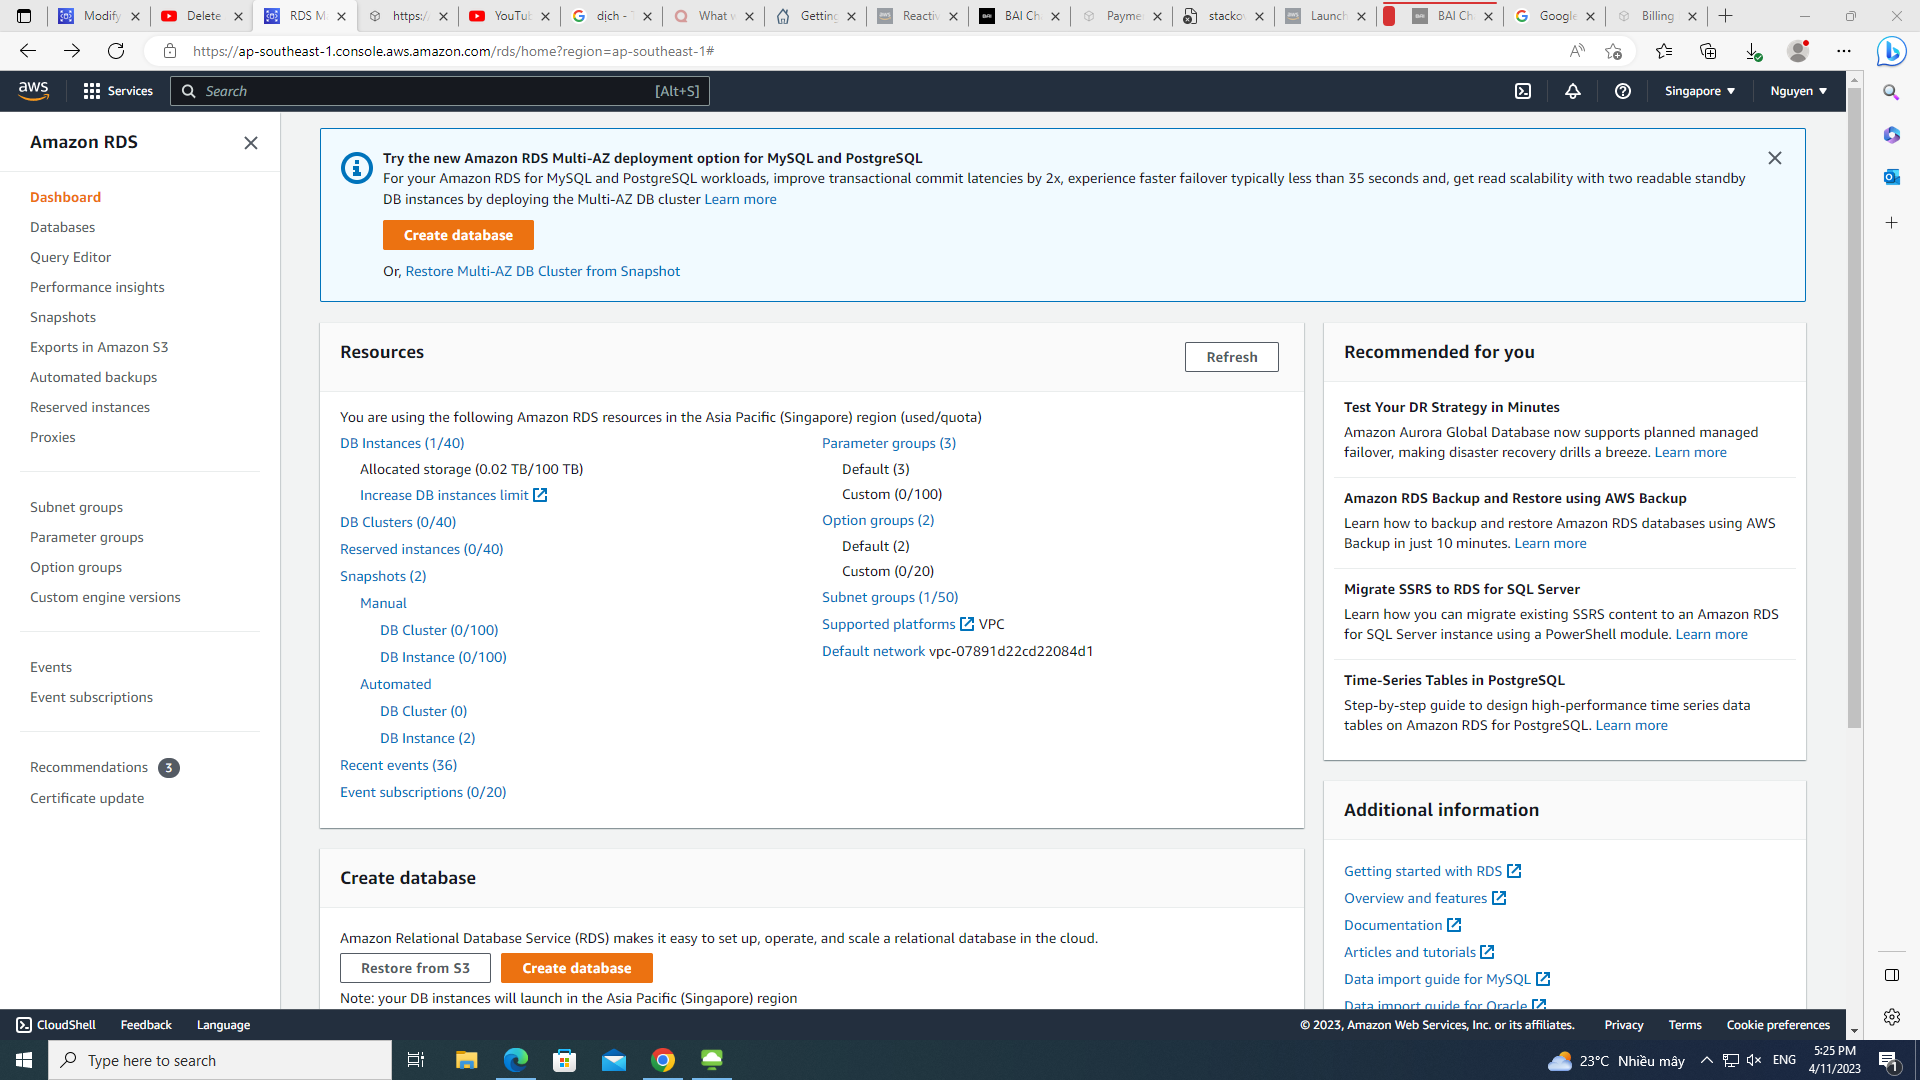 Modify
Delete
RDS M
https:/
YouTub
dịch - T
What w
Getting
Reactiv
BAI Ch
Payme
stackov
Launch
BAI Ch
Google
Billing
https://ap-southeast-1.console.aws.amazon.com/rds/home?region=ap-southeast-1#
aws
Services
Search
[Alt+S]
Singapore
Nguyen
Amazon RDS
Dashboard
Databases
Query Editor
Performance insights
Snapshots
Exports in Amazon S3
Automated backups
Reserved instances
Proxies
Subnet groups
Parameter groups
Option groups
Custom engine versions
Events
Event subscriptions
Recommendations 3
Certificate update
Try the new Amazon RDS Multi-AZ deployment option for MySQL and PostgreSQL
For your Amazon RDS for MySQL and PostgreSQL workloads, improve transactional commit latencies by 2x, experience faster failover typically less than 35 seconds and, get read scalability with two readable standby
DB instances by deploying the Multi-AZ DB cluster Learn more
Create database
Or, Restore Multi-AZ DB Cluster from Snapshot
Resources
Refresh
You are using the following Amazon RDS resources in the Asia Pacific (Singapore) region (used/quota)
DB Instances (1/40)
Allocated storage (0.02 TB/100 TB)
Increase DB instances limit
DB Clusters (0/40)
Reserved instances (0/40)
Snapshots (2)
Manual
DB Cluster (0/100)
DB Instance (0/100)
Automated
DB Cluster (0)
DB Instance (2)
Recent events (36)
Event subscriptions (0/20)
Parameter groups (3)
Default (3)
Custom (0/100)
Option groups (2)
Default (2)
Custom (0/20)
Subnet groups (1/50)
Supported platforms VPC
Default network vpc-07891d22cd22084d1
Create database
Amazon Relational Database Service (RDS) makes it easy to set up, operate, and scale a relational database in the cloud.
Restore from S3
Create database
Note: your DB instances will launch in the Asia Pacific (Singapore) region
Recommended for you
Test Your DR Strategy in Minutes
Amazon Aurora Global Database now supports planned managed
failover, making disaster recovery drills a breeze. Learn more
Amazon RDS Backup and Restore using AWS Backup
Learn how to backup and restore Amazon RDS databases using AWS
Backup in just 10 minutes. Learn more
Migrate SSRS to RDS for SQL Server
Learn how you can migrate existing SSRS content to an Amazon RDS
for SQL Server instance using a PowerShell module. Learn more
Time-Series Tables in PostgreSQL
Step-by-step guide to design high-performance time series data
tables on Amazon RDS for PostgreSQL. Learn more
Additional information
Getting started with RDS
Overview and features
Documentation
Articles and tutorials
Data import guide for MySQL
Data import guide for Oracle
CloudShell
Feedback
Language
© 2023, Amazon Web Services, Inc. or its affiliates.
Privacy
Terms
Cookie preferences
Type here to search
23°C Nhiều mây
ENG
5:25 PM
4/11/2023
1